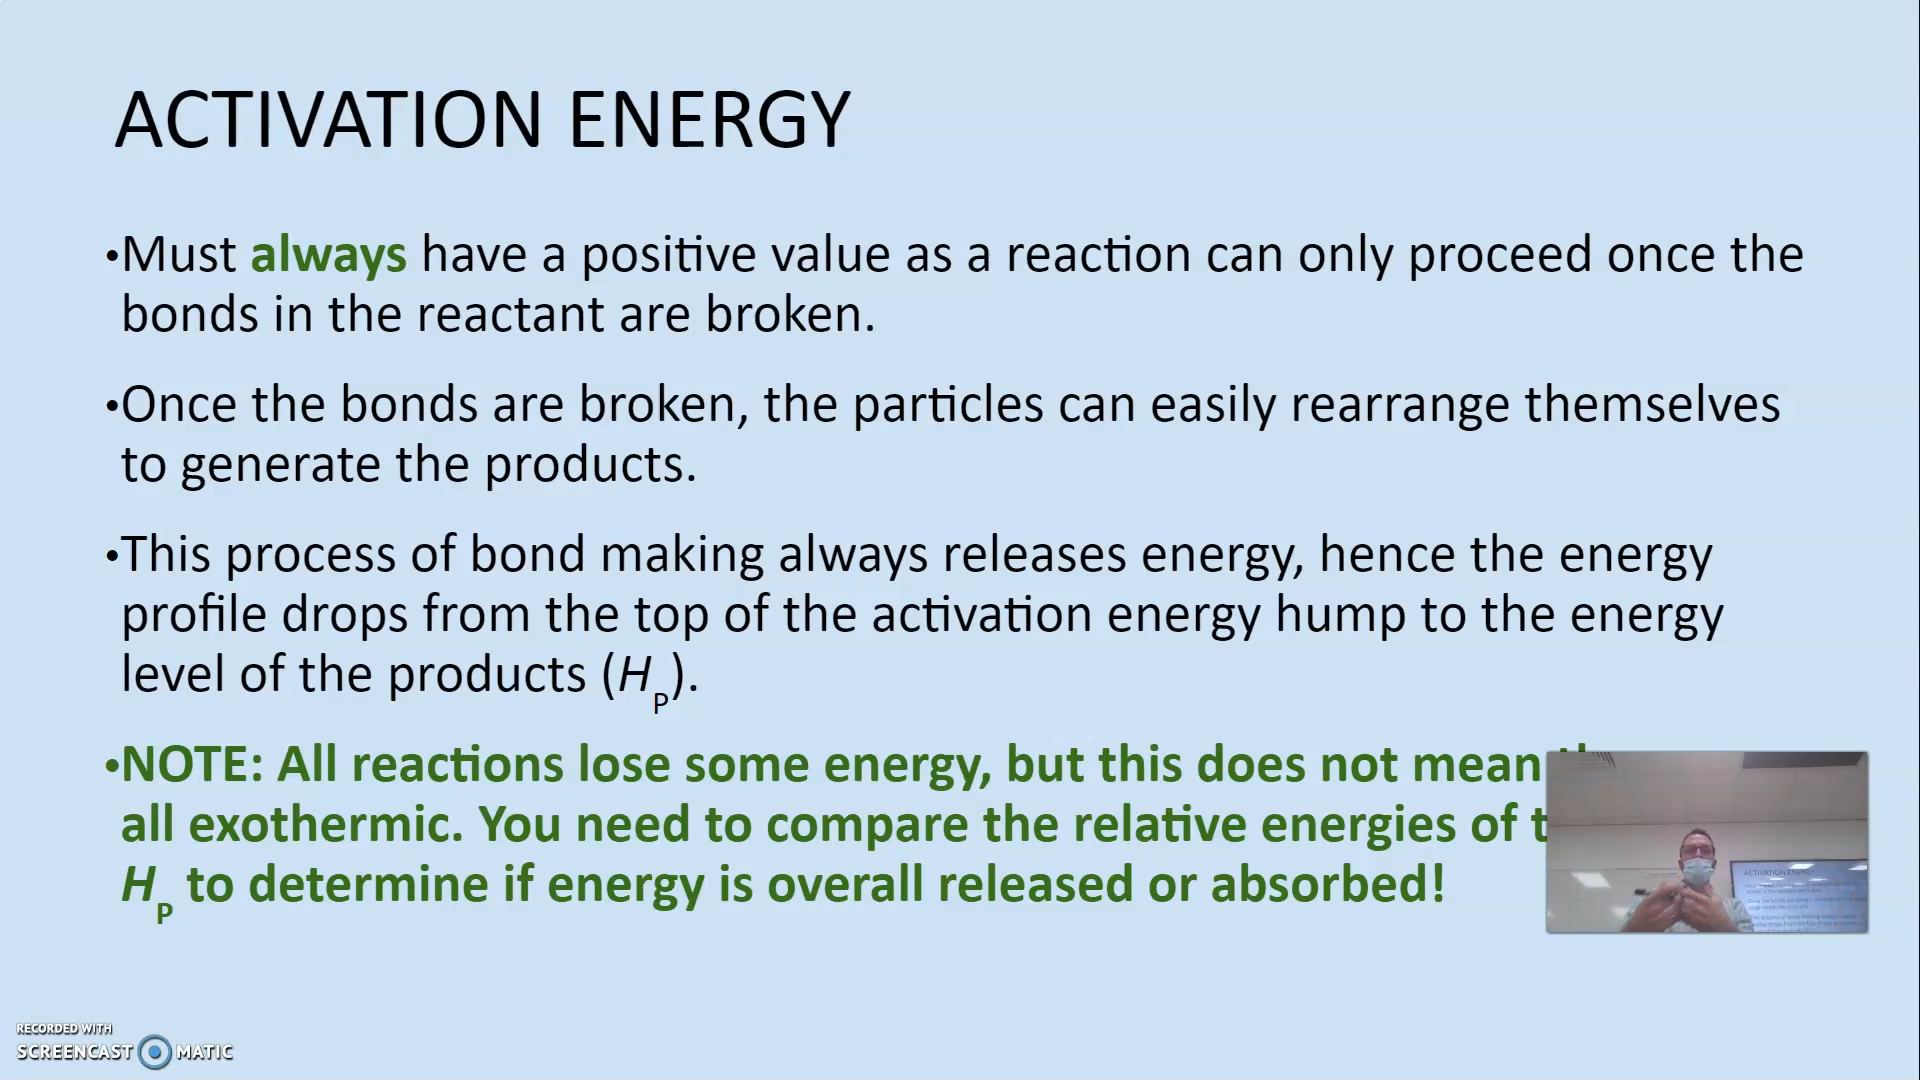 ACTIVATION ENERGY
•Must always have a positive value as a reaction can only proceed once the
bonds in the reactant are broken.
•Once the bonds are broken, the particles can easily rearrange themselves
to generate the products.
•This process of bond making always releases energy, hence the energy
profile drops from the top of the activation energy hump to the energy
level of the products (HP).
•NOTE: All reactions lose some energy, but this does not mean
all exothermic. You need to compare the relative energies of
HP to determine if energy is overall released or absorbed!
ACTIVATION ENERGY
RECORDED WITH
SCREENCAST MATIC